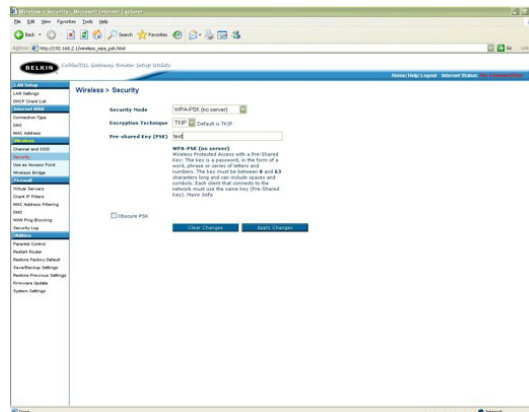 Wireless > Security - Microsoft Internet Explorer
File Edit View Favorites Tools Help
Back Search Favorites
Address http://192.168.2.1/wireless_wpa_psk.html Go
BELKIN Cable/DSL Gateway Router Setup Utility
Home|Help|Logout Internet Status:
LAN Setup
LAN Settings
DHCP Client List
Internet WAN
Connection Type
DNS
MAC Address
Wireless
Channel and SSID
Security
Use as Access Point
Wireless Bridge
Firewall
Virtual Servers
Client IP Filters
MAC Address Filtering
DMZ
WAN Ping Blocking
Security Log
Utilities
Parental Control
Restart Router
Restore Factory Default
Save/Backup Settings
Restore Previous Settings
Firmware Update
System Settings
Wireless > Security
Security Mode WPA-PSK (no server)
Encryption Technique TKIP Default is TKIP
Pre-shared Key (PSK) test
WPA-PSK (no server)
Wireless Protected Access with a Pre-Shared
Key: The key is a password, in the form of a
word, phrase or series of letters and
numbers. The key must be between 8 and 63
characters long and can include spaces and
symbols. Each client that connects to the
network must use the same key (Pre-Shared
Key). More Info
Obscure PSK
Clear Changes Apply Changes
Done Internet